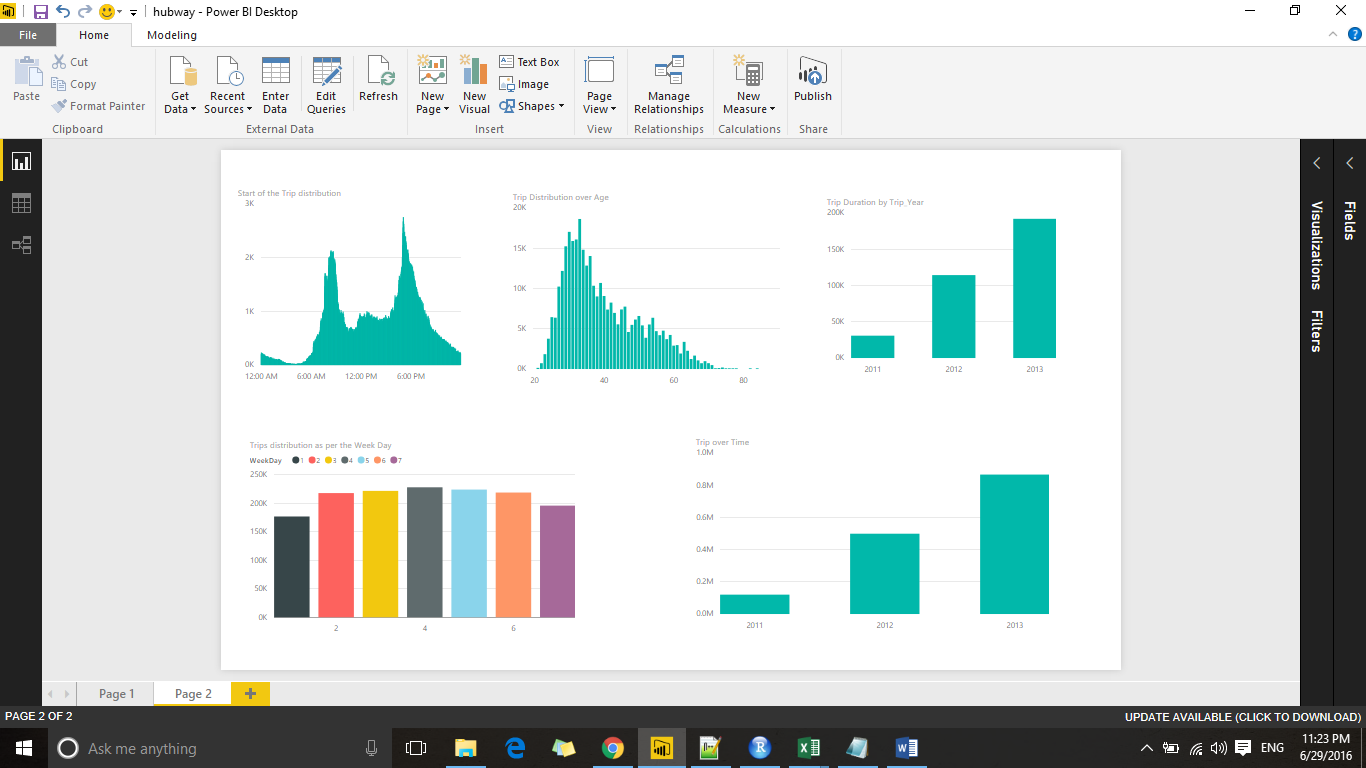 hubway - Power BI Desktop
File Home Modeling
Paste
Cut
Copy
Format Painter
Clipboard
Get Data
Recent Sources
Enter Data
Edit Queries
Refresh
External Data
New Page
New Visual
Text Box
Image
Shapes
Insert
Page View
View
Manage Relationships
Relationships
New Measure
Calculations
Publish
Share
Start of the Trip distribution
3K
2K
1K
0K
12:00 AM 6:00 AM 12:00 PM 6:00 PM
Trip Distribution over Age
20K
15K
10K
5K
0K
20 40 60 80
Trip Duration by Trip_Year
200K
150K
100K
50K
0K
2011 2012 2013
Trips distribution as per the Week Day
WeekDay 1 2 3 4 5 6 7
250K
200K
150K
100K
50K
0K
2 4 6
Trip over Time
1.0M
0.8M
0.6M
0.4M
0.2M
0.0M
2011 2012 2013
Visualizations
Filters
Fields
Page 1 Page 2
PAGE 2 OF 2
UPDATE AVAILABLE (CLICK TO DOWNLOAD)
Ask me anything
ENG
11:23 PM
6/29/2016